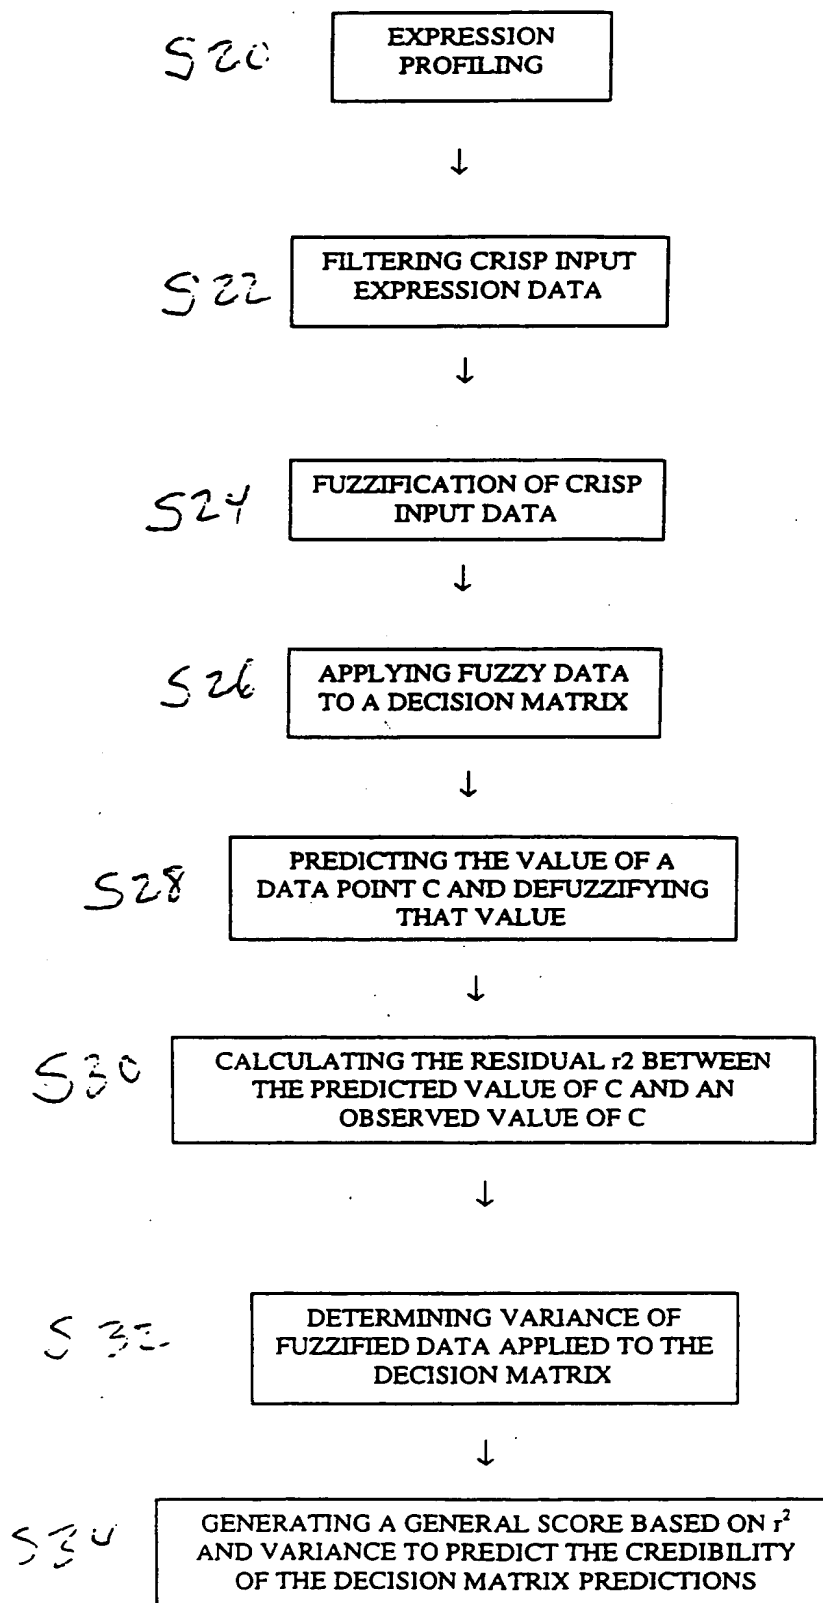 S20
EXPRESSION
PROFILING
↓
S22
FILTERING CRISP INPUT
EXPRESSION DATA
↓
S24
FUZZIFICATION OF CRISP
INPUT DATA
↓
S26
APPLYING FUZZY DATA
TO A DECISION MATRIX
↓
S28
PREDICTING THE VALUE OF A
DATA POINT C AND DEFUZZIFYING
THAT VALUE
↓
S30
CALCULATING THE RESIDUAL r2 BETWEEN
THE PREDICTED VALUE OF C AND AN
OBSERVED VALUE OF C
↓
S32
DETERMINING VARIANCE OF
FUZZIFIED DATA APPLIED TO THE
DECISION MATRIX
↓
S34
GENERATING A GENERAL SCORE BASED ON r²
AND VARIANCE TO PREDICT THE CREDIBILITY
OF THE DECISION MATRIX PREDICTIONS